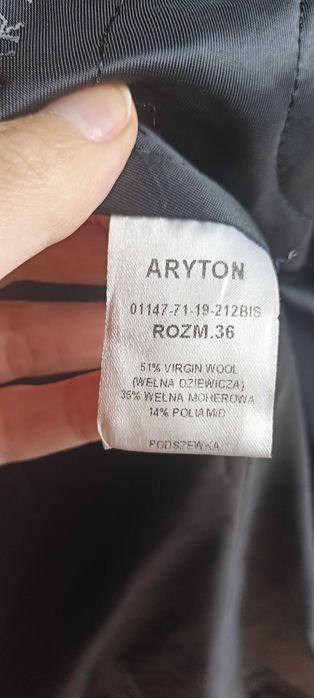 ARYTON
01147-71-19-212BIS
ROZM.36
51% VIRGIN WOOL
(WEŁNA DZIEWICZA)
35% WEŁNA MOHEROWA
14% POLIAMID
PODSZEWKA